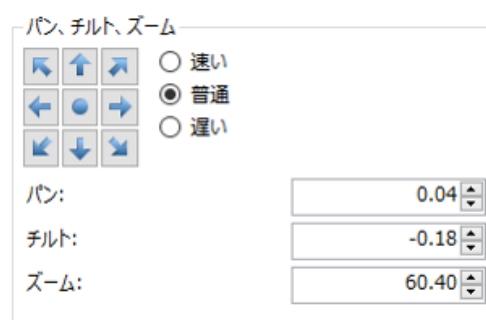 パン、チルト、ズーム
速い
普通
遅い
パン: 0.04
チルト: -0.18
ズーム: 60.40